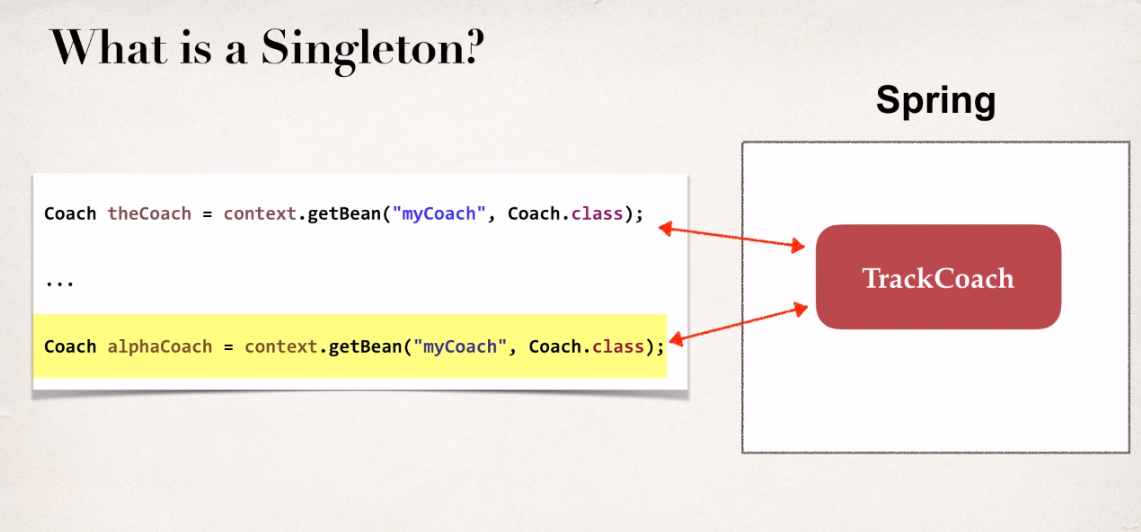 What is a Singleton?
Spring
Coach theCoach = context.getBean("myCoach", Coach.class);
...
Coach alphaCoach = context.getBean("myCoach", Coach.class);
TrackCoach